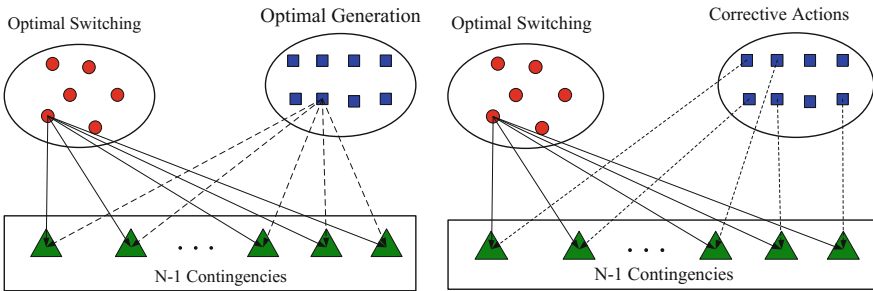 Optimal Switching
Optimal Generation
. . .
N-1 Contingencies
Optimal Switching
Corrective Actions
. . .
N-1 Contingencies